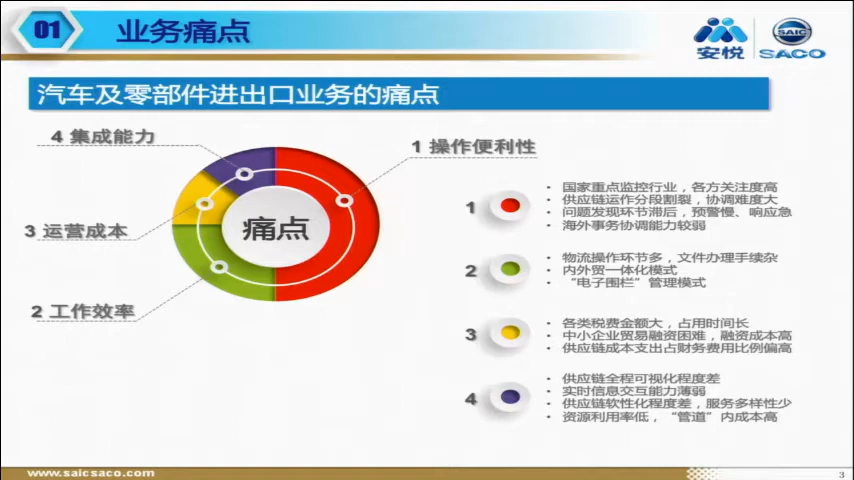 01 业务痛点
安悦
SAIC
SACO
汽车及零部件进出口业务的痛点
4 集成能力
1 操作便利性
3 运营成本
2 工作效率
痛点
1
• 国家重点监控行业，各方关注度高
• 供应链运作分段割裂，协调难度大
• 问题发现环节滞后，预警慢、响应急
• 海外事务协调能力较弱
2
• 物流操作环节多，文件办理手续杂
• 内外贸一体化模式
• “电子围栏”管理模式
3
• 各类税费金额大，占用时间长
• 中小企业贸易融资困难，融资成本高
• 供应链成本支出占财务费用比例偏高
4
• 供应链全程可视化程度差
• 实时信息交互能力薄弱
• 供应链软性化程度差，服务多样性少
• 资源利用率低，“管道”内成本高
www.saicsaco.com
3